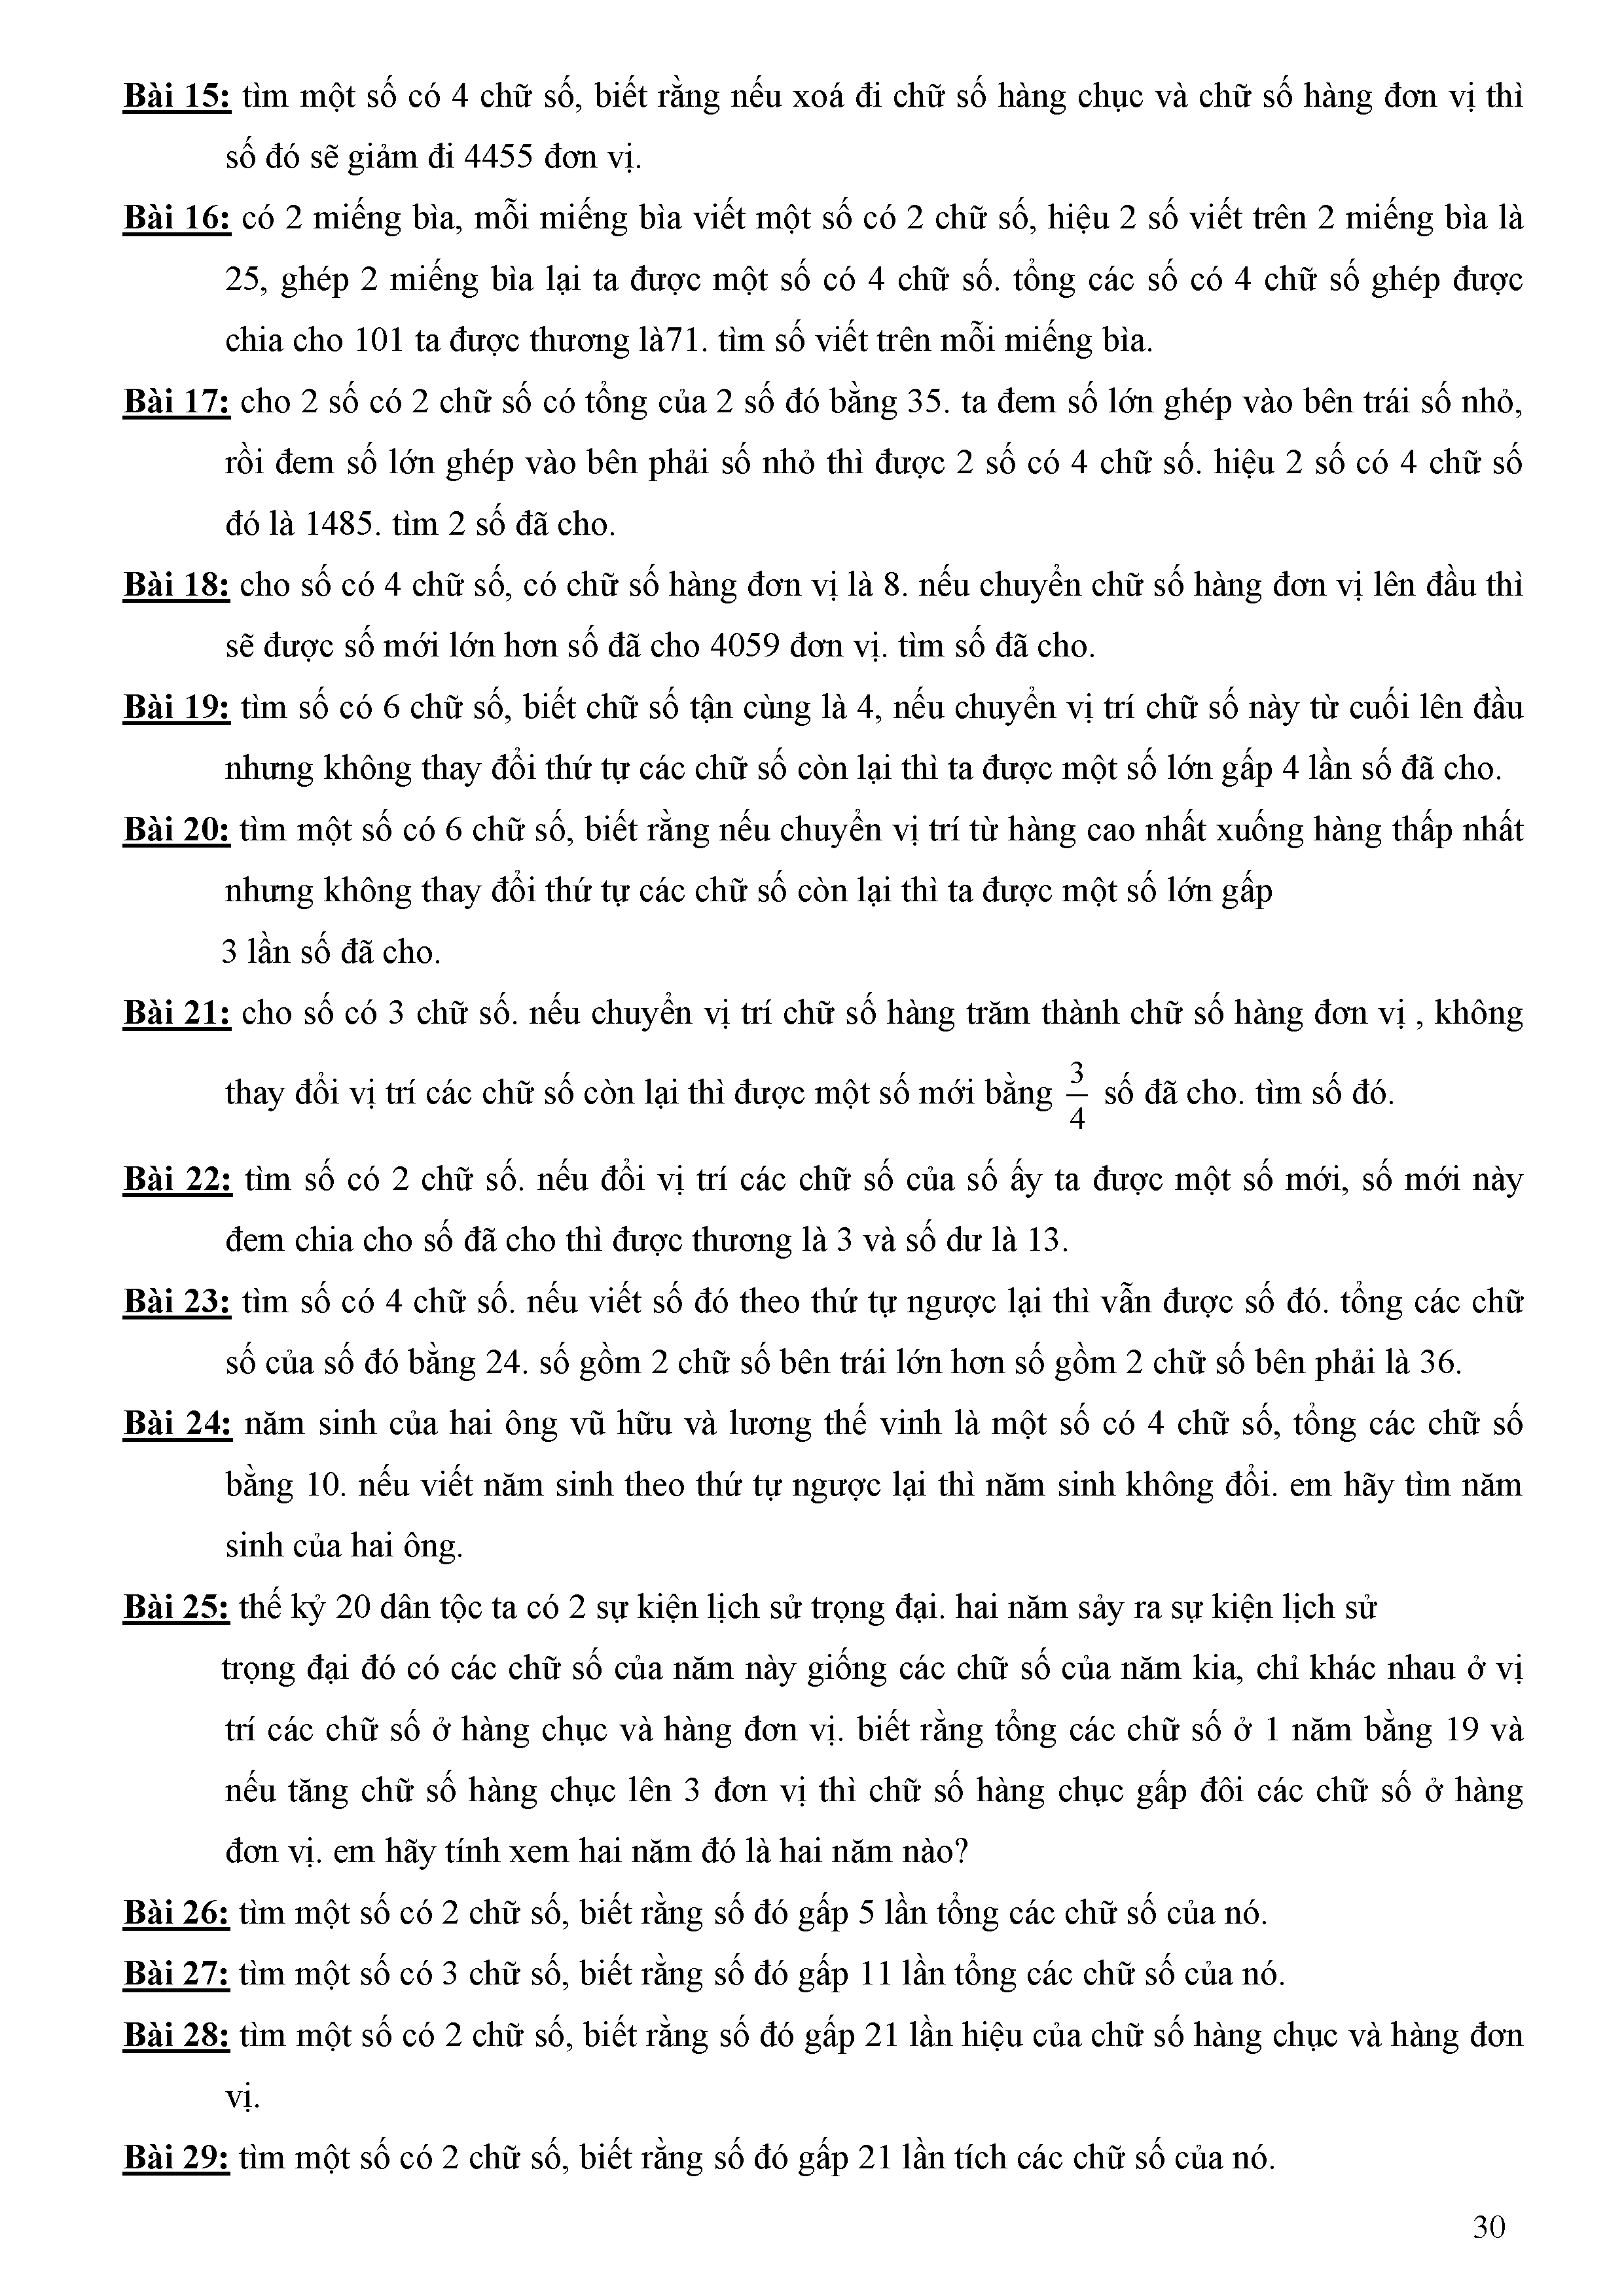 Bài 15: tìm một số có 4 chữ số, biết rằng nếu xoá đi chữ số hàng chục và chữ số hàng đơn vị thì
số đó sẽ giảm đi 4455 đơn vị.
Bài 16: có 2 miếng bìa, mỗi miếng bìa viết một số có 2 chữ số, hiệu 2 số viết trên 2 miếng bìa là
25, ghép 2 miếng bìa lại ta được một số có 4 chữ số. tổng các số có 4 chữ số ghép được
chia cho 101 ta được thương là71. tìm số viết trên mỗi miếng bìa.
Bài 17: cho 2 số có 2 chữ số có tổng của 2 số đó bằng 35. ta đem số lớn ghép vào bên trái số nhỏ,
rồi đem số lớn ghép vào bên phải số nhỏ thì được 2 số có 4 chữ số. hiệu 2 số có 4 chữ số
đó là 1485. tìm 2 số đã cho.
Bài 18: cho số có 4 chữ số, có chữ số hàng đơn vị là 8. nếu chuyển chữ số hàng đơn vị lên đầu thì
sẽ được số mới lớn hơn số đã cho 4059 đơn vị. tìm số đã cho.
Bài 19: tìm số có 6 chữ số, biết chữ số tận cùng là 4, nếu chuyển vị trí chữ số này từ cuối lên đầu
nhưng không thay đổi thứ tự các chữ số còn lại thì ta được một số lớn gấp 4 lần số đã cho.
Bài 20: tìm một số có 6 chữ số, biết rằng nếu chuyển vị trí từ hàng cao nhất xuống hàng thấp nhất
nhưng không thay đổi thứ tự các chữ số còn lại thì ta được một số lớn gấp
3 lần số đã cho.
Bài 21: cho số có 3 chữ số. nếu chuyển vị trí chữ số hàng trăm thành chữ số hàng đơn vị , không
thay đổi vị trí các chữ số còn lại thì được một số mới bằng 3/4 số đã cho. tìm số đó.
Bài 22: tìm số có 2 chữ số. nếu đổi vị trí các chữ số của số ấy ta được một số mới, số mới này
đem chia cho số đã cho thì được thương là 3 và số dư là 13.
Bài 23: tìm số có 4 chữ số. nếu viết số đó theo thứ tự ngược lại thì vẫn được số đó. tổng các chữ
số của số đó bằng 24. số gồm 2 chữ số bên trái lớn hơn số gồm 2 chữ số bên phải là 36.
Bài 24: năm sinh của hai ông vũ hữu và lương thế vinh là một số có 4 chữ số, tổng các chữ số
bằng 10. nếu viết năm sinh theo thứ tự ngược lại thì năm sinh không đổi. em hãy tìm năm
sinh của hai ông.
Bài 25: thế kỷ 20 dân tộc ta có 2 sự kiện lịch sử trọng đại. hai năm sảy ra sự kiện lịch sử
trọng đại đó có các chữ số của năm này giống các chữ số của năm kia, chỉ khác nhau ở vị
trí các chữ số ở hàng chục và hàng đơn vị. biết rằng tổng các chữ số ở 1 năm bằng 19 và
nếu tăng chữ số hàng chục lên 3 đơn vị thì chữ số hàng chục gấp đôi các chữ số ở hàng
đơn vị. em hãy tính xem hai năm đó là hai năm nào?
Bài 26: tìm một số có 2 chữ số, biết rằng số đó gấp 5 lần tổng các chữ số của nó.
Bài 27: tìm một số có 3 chữ số, biết rằng số đó gấp 11 lần tổng các chữ số của nó.
Bài 28: tìm một số có 2 chữ số, biết rằng số đó gấp 21 lần hiệu của chữ số hàng chục và hàng đơn
vị.
Bài 29: tìm một số có 2 chữ số, biết rằng số đó gấp 21 lần tích các chữ số của nó.
30